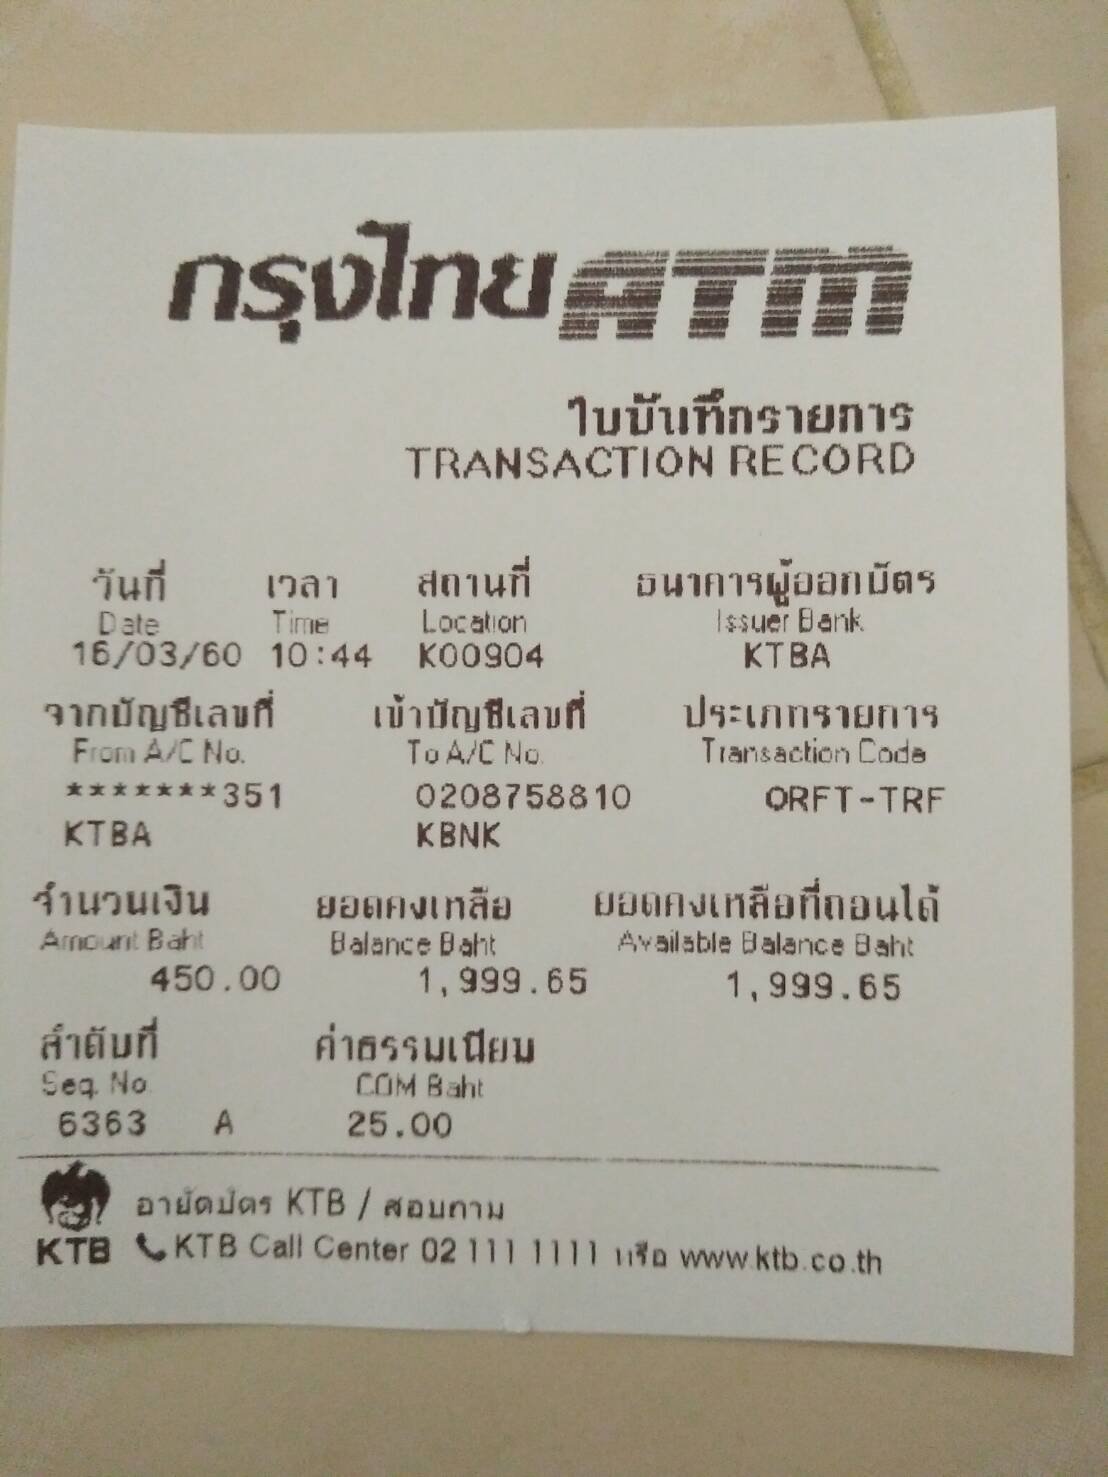 กรุงไทย ATM
ใบบันทึกรายการ
TRANSACTION RECORD
วันที่ เวลา สถานที่ ธนาคารผู้ออกบัตร
Date Time Location Issuer Bank
16/03/60 10:44 K00904 KTBA
จากบัญชีเลขที่ เข้าบัญชีเลขที่ ประเภทรายการ
From A/C No. To A/C No. Transaction Code
*******351 0208758810 ORFT-TRF
KTBA KBNK
จำนวนเงิน ยอดคงเหลือ ยอดคงเหลือที่ถอนได้
Amount Baht Balance Baht Available Balance Baht
450.00 1,999.65 1,999.65
ลำดับที่ ค่าธรรมเนียม
Seq. No. COM Baht
6363 A 25.00
อายัดบัตร KTB / สอบถาม
KTB KTB Call Center 02 111 1111 หรือ www.ktb.co.th